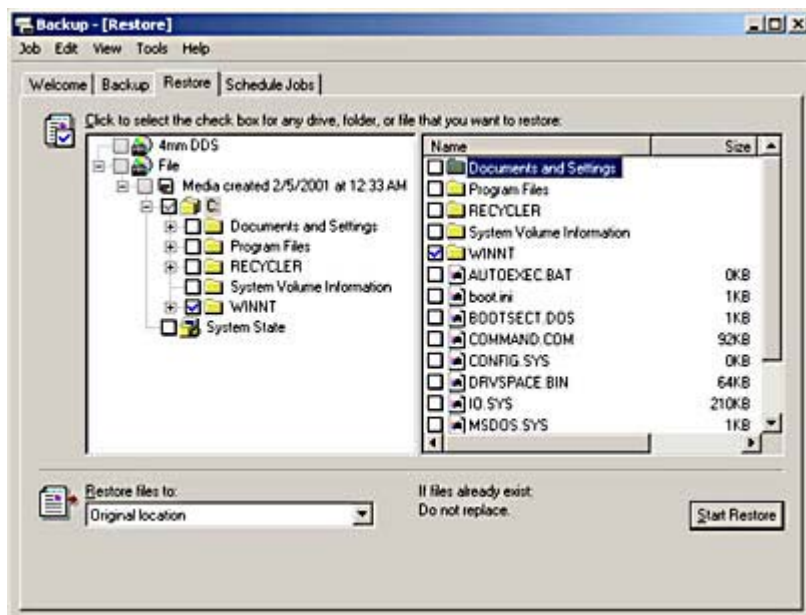 Backup - [Restore]
Job Edit View Tools Help
Welcome Backup Restore Schedule Jobs
Click to select the check box for any drive, folder, or file that you want to restore:
4mm DDS
File
Media created 2/5/2001 at 12:33 AM
C:
Documents and Settings
Program Files
RECYCLER
System Volume Information
WINNT
System State
Name Size
Documents and Settings
Program Files
RECYCLER
System Volume Information
WINNT
AUTOEXEC.BAT 0KB
boot.ini 1KB
BOOTSECT.DOS 1KB
COMMAND.COM 92KB
CONFIG.SYS 0KB
DRVSPACE.BIN 64KB
IO.SYS 210KB
MSDOS.SYS 1KB
Restore files to:
Original location
If files already exist:
Do not replace.
Start Restore